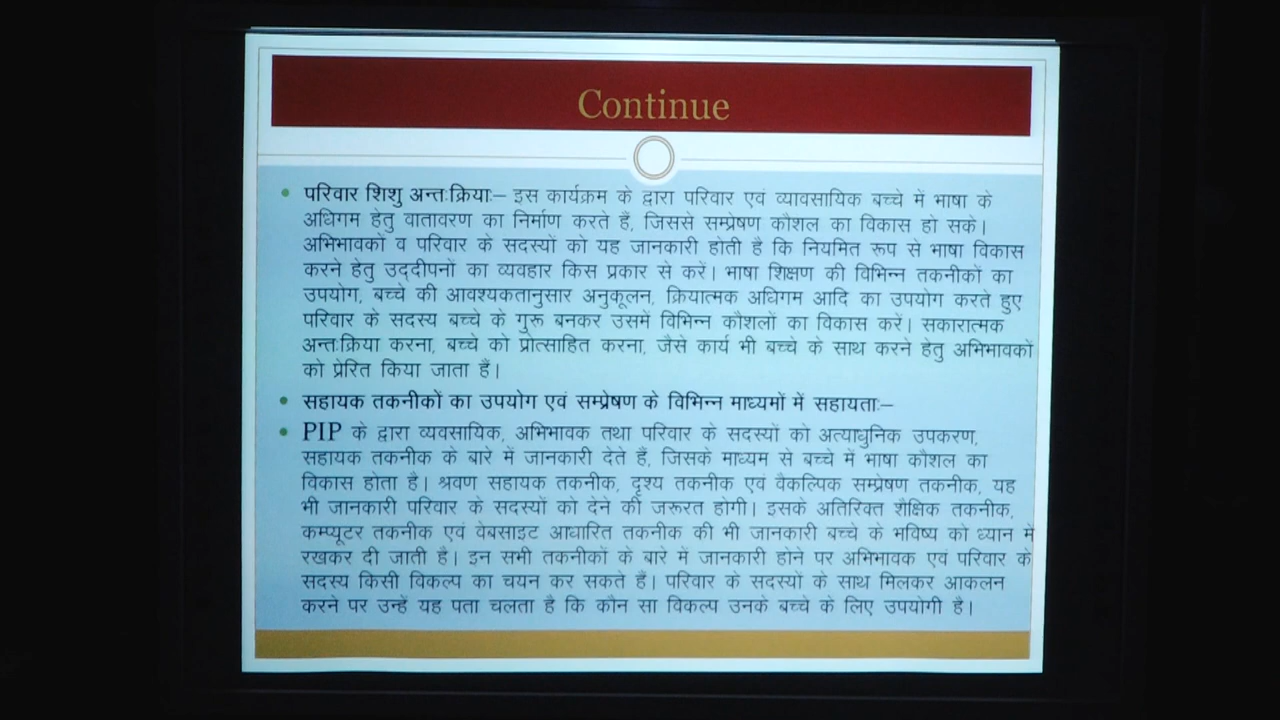 Continue
• परिवार शिशु अन्तःक्रियाः– इस कार्यक्रम के द्वारा परिवार एवं व्यावसायिक बच्चे में भाषा के
अधिगम हेतु वातावरण का निर्माण करते हैं, जिससे सम्प्रेषण कौशल का विकास हो सके।
अभिभावकों व परिवार के सदस्यों को यह जानकारी होती है कि नियमित रूप से भाषा विकास
करने हेतु उद्दीपनों का व्यवहार किस प्रकार से करें। भाषा शिक्षण की विभिन्न तकनीकों का
उपयोग, बच्चे की आवश्यकतानुसार अनुकूलन, क्रियात्मक अधिगम आदि का उपयोग करते हुए
परिवार के सदस्य बच्चे के गुरू बनकर उसमें विभिन्न कौशलों का विकास करें। सकारात्मक
अन्तःक्रिया करना, बच्चे को प्रोत्साहित करना, जैसे कार्य भी बच्चे के साथ करने हेतु अभिभावकों
को प्रेरित किया जाता हैं।
• सहायक तकनीकों का उपयोग एवं सम्प्रेषण के विभिन्न माध्यमों में सहायताः–
• PIP के द्वारा व्यवसायिक, अभिभावक तथा परिवार के सदस्यों को अत्याधुनिक उपकरण,
सहायक तकनीक के बारे में जानकारी देते हैं, जिसके माध्यम से बच्चे में भाषा कौशल का
विकास होता है। श्रवण सहायक तकनीक, दृश्य तकनीक एवं वैकल्पिक सम्प्रेषण तकनीक, यह
भी जानकारी परिवार के सदस्यों को देने की जरूरत होगी। इसके अतिरिक्त शैक्षिक तकनीक,
कम्प्यूटर तकनीक एवं वेबसाइट आधारित तकनीक की भी जानकारी बच्चे के भविष्य को ध्यान में
रखकर दी जाती है। इन सभी तकनीकों के बारे में जानकारी होने पर अभिभावक एवं परिवार के
सदस्य किसी विकल्प का चयन कर सकते हैं। परिवार के सदस्यों के साथ मिलकर आकलन
करने पर उन्हें यह पता चलता है कि कौन सा विकल्प उनके बच्चे के लिए उपयोगी है।